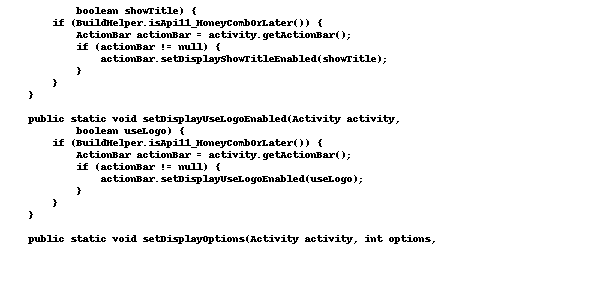 boolean showTitle) {
if (BuildHelper.isApi11_HoneyCombOrLater()) {
ActionBar actionBar = activity.getActionBar();
if (actionBar != null) {
actionBar.setDisplayShowTitleEnabled(showTitle);
}
}
}
public static void setDisplayUseLogoEnabled(Activity activity,
boolean useLogo) {
if (BuildHelper.isApi11_HoneyCombOrLater()) {
ActionBar actionBar = activity.getActionBar();
if (actionBar != null) {
actionBar.setDisplayUseLogoEnabled(useLogo);
}
}
}
public static void setDisplayOptions(Activity activity, int options,